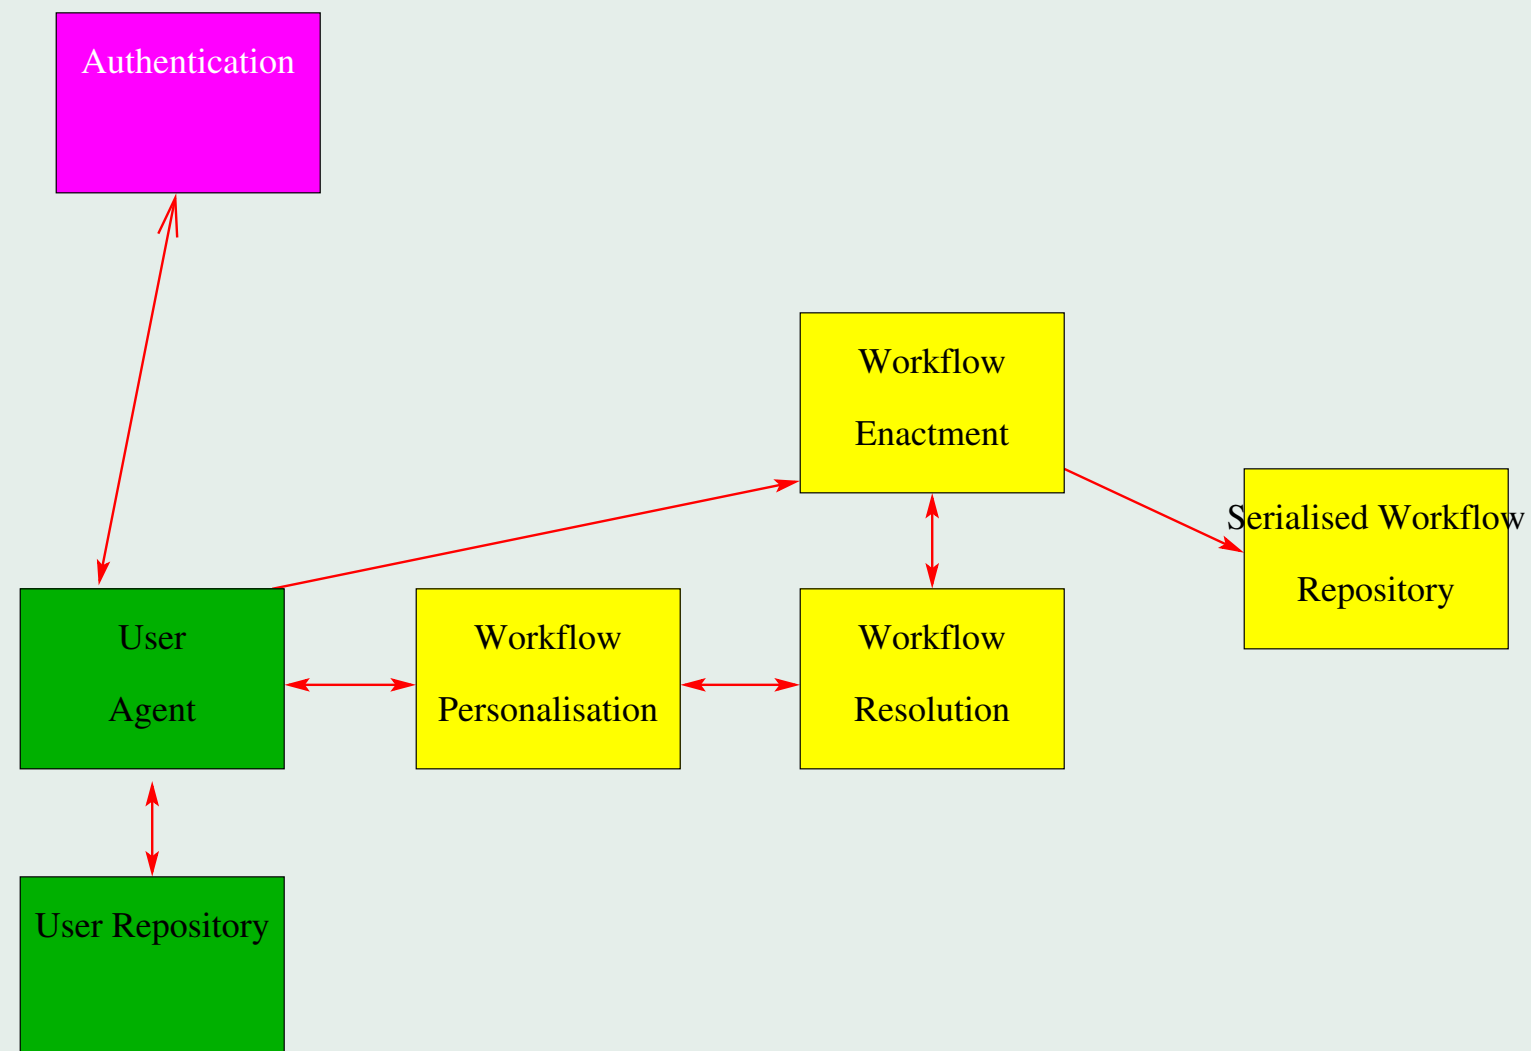 Authentication
Workflow
Enactment
Serialised Workflow
Repository
User
Agent
Workflow
Personalisation
Workflow
Resolution
User Repository